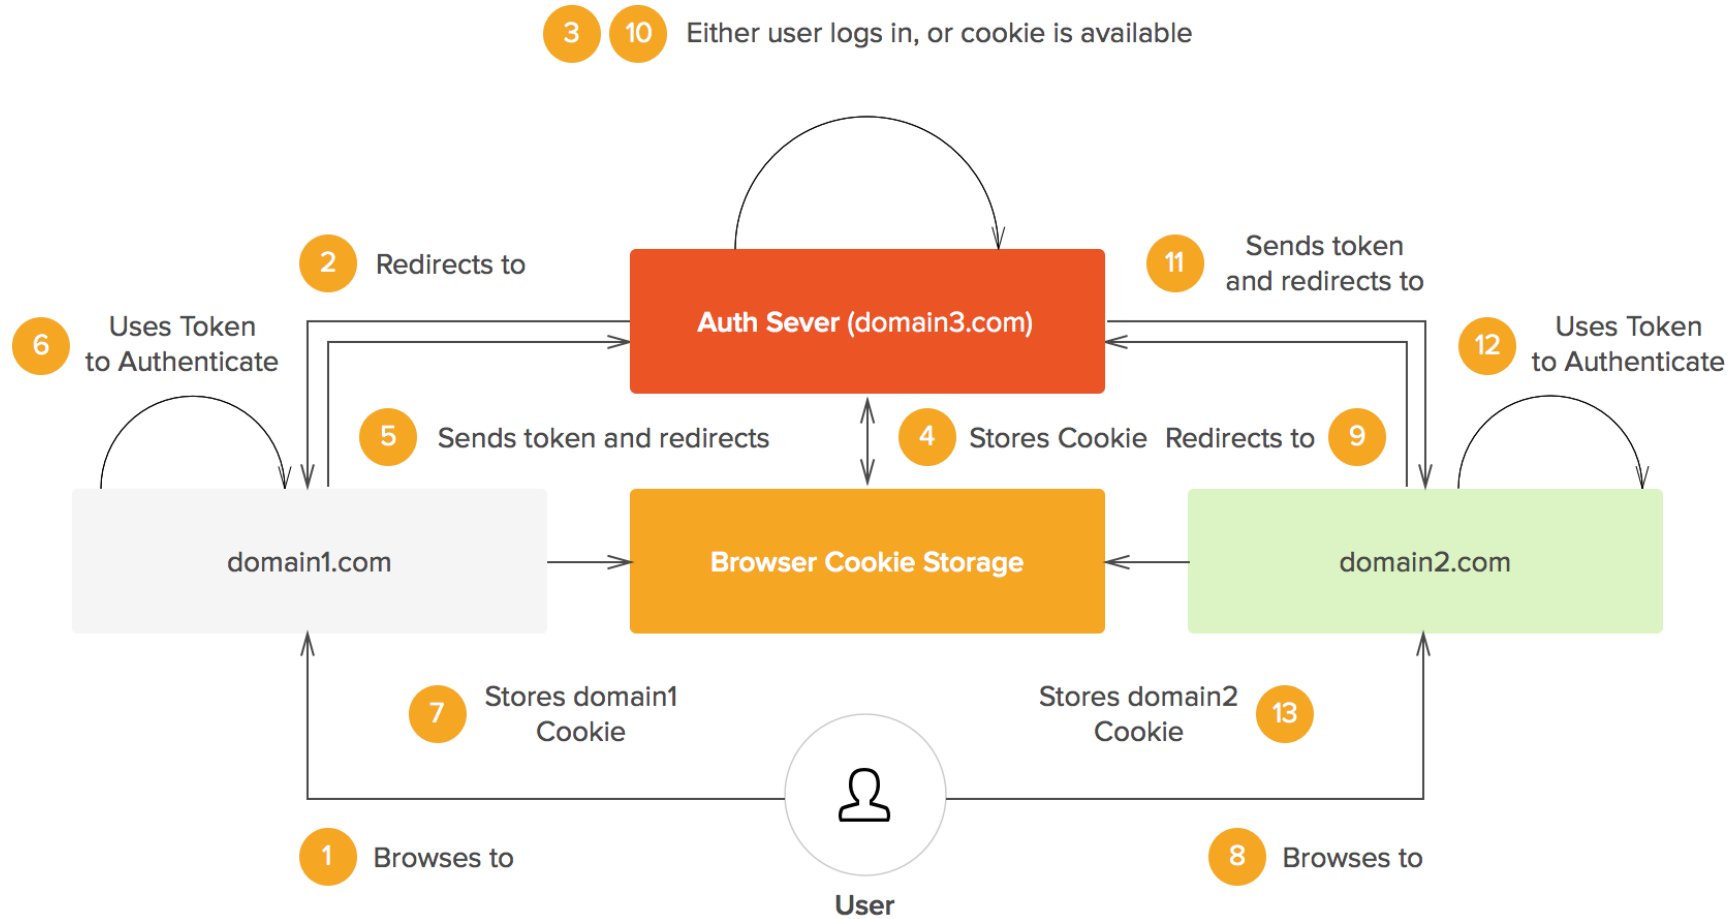 3 10 Either user logs in, or cookie is available
2 Redirects to
11 Sends token
and redirects to
6 Uses Token
to Authenticate
Auth Sever (domain3.com)
12 Uses Token
to Authenticate
5 Sends token and redirects
4 Stores Cookie
Redirects to 9
domain1.com
Browser Cookie Storage
domain2.com
7 Stores domain1
Cookie
Stores domain2
Cookie 13
1 Browses to
8 Browses to
User